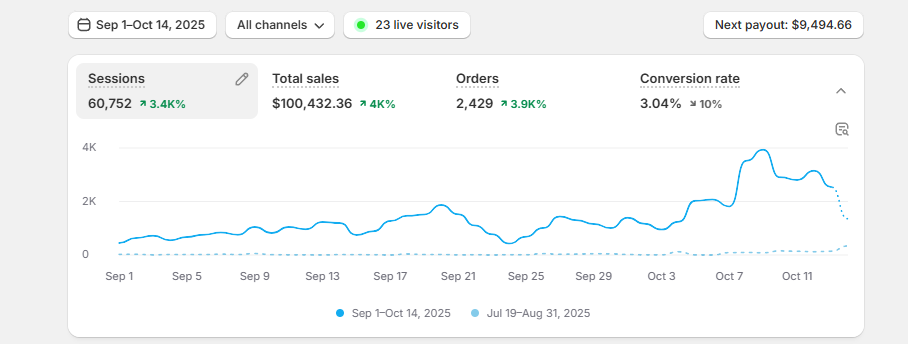 Sep 1–Oct 14, 2025 All channels 23 live visitors Next payout: $9,494.66
Sessions Total sales Orders Conversion rate
60,752 ↗ 3.4K% $100,432.36 ↗ 4K% 2,429 ↗ 3.9K% 3.04% ↘ 10%
4K
2K
0
Sep 1 Sep 5 Sep 9 Sep 13 Sep 17 Sep 21 Sep 25 Sep 29 Oct 3 Oct 7 Oct 11
Sep 1–Oct 14, 2025 Jul 19–Aug 31, 2025